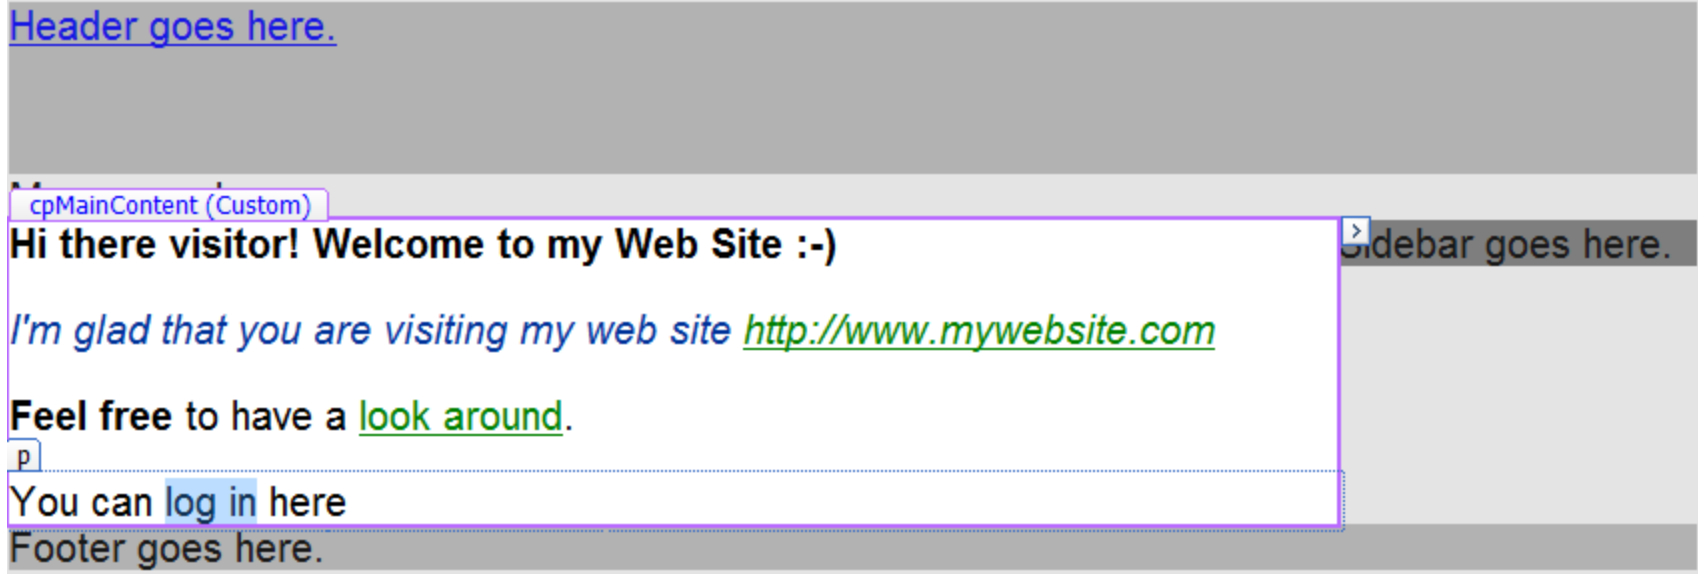 Header goes here.
cpMainContent (Custom)
Hi there visitor! Welcome to my Web Site :-)
Sidebar goes here.
I'm glad that you are visiting my web site http://www.mywebsite.com
Feel free to have a look around.
p
You can log in here
Footer goes here.